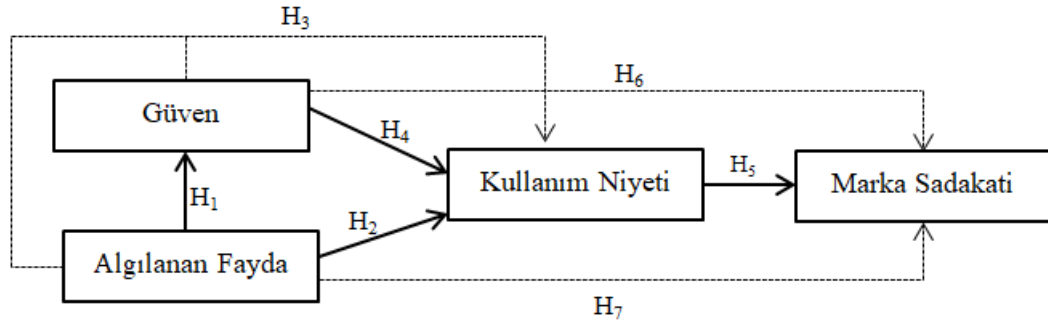 H3
H6
Güven
H4
Kullanım Niyeti
H5
Marka Sadakati
H1
H2
Algılanan Fayda
H7